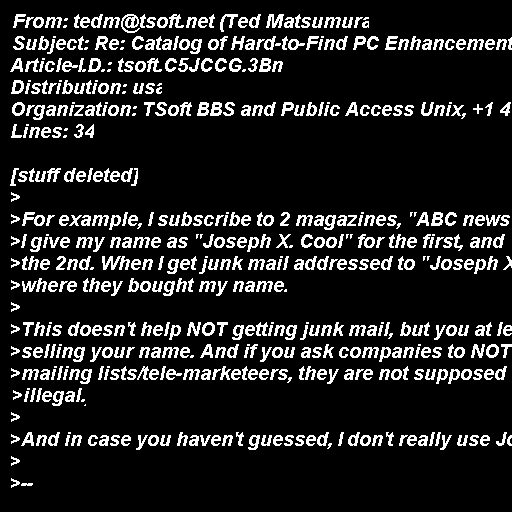 From: tedm@tsoft.net (Ted Matsumura
Subject: Re: Catalog of Hard-to-Find PC Enhancement
Article-I.D.: tsoft.C5JCCG.3Bn
Distribution: usa
Organization: TSoft BBS and Public Access Unix, +1 4
Lines: 34

[stuff deleted]
>
>For example, I subscribe to 2 magazines, "ABC news
>I give my name as "Joseph X. Cool" for the first, and
>the 2nd. When I get junk mail addressed to "Joseph X
>where they bought my name.
>
>This doesn't help NOT getting junk mail, but you at le
>selling your name. And if you ask companies to NOT
>mailing lists/tele-marketeers, they are not supposed
>illegal.
>
>And in case you haven't guessed, I don't really use Jo
>
>--